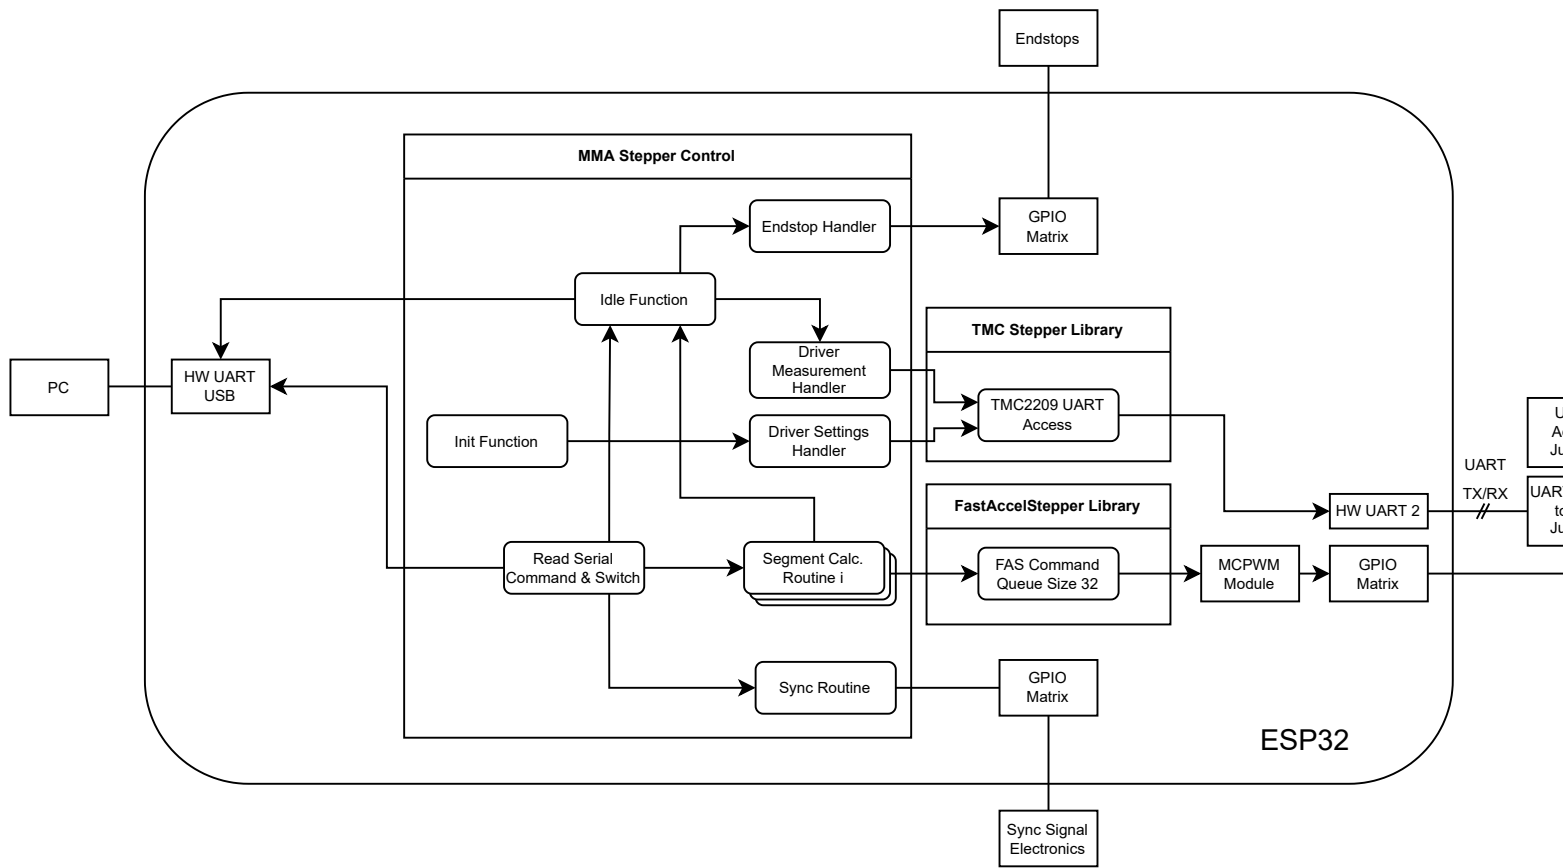 Endstops
MMA Stepper Control
Endstop Handler
GPIO
Matrix
Idle Function
TMC Stepper Library
PC
HW UART
USB
Driver
Measurement
Handler
TMC2209 UART
Access
Init Function
Driver Settings
Handler
UART
TX/RX
FastAccelStepper Library
HW UART 2
UART
Read Serial
Command & Switch
Segment Calc.
Routine i
FAS Command
Queue Size 32
MCPWM
Module
GPIO
Matrix
Sync Routine
GPIO
Matrix
ESP32
Sync Signal
Electronics